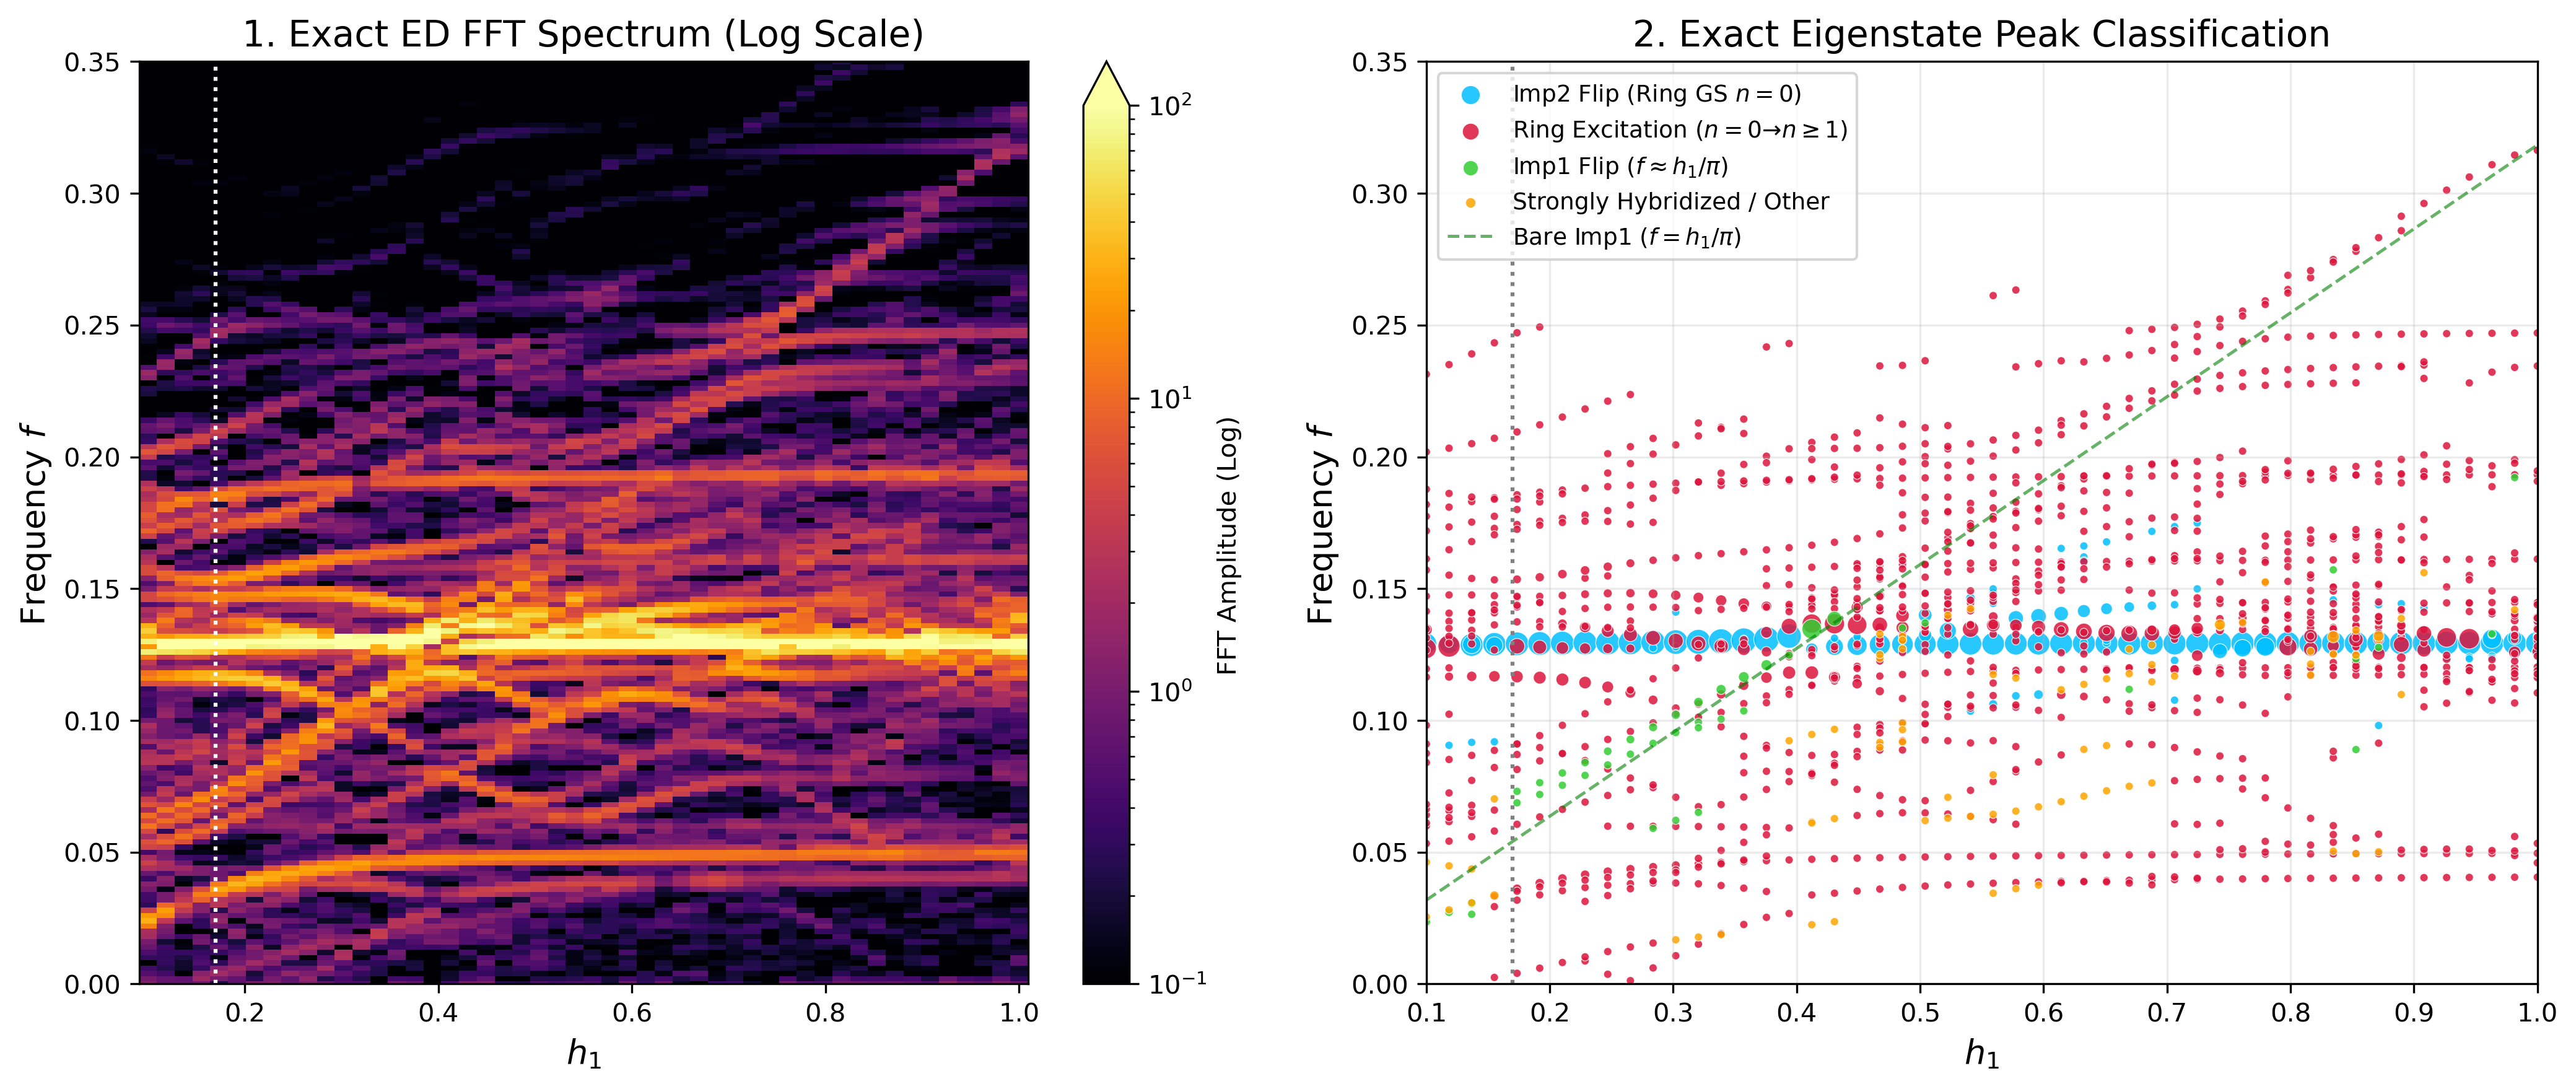 1. Exact ED FFT Spectrum (Log Scale)
0.35
0.30
0.25
0.20
0.15
0.10
0.05
0.00
Frequency f
0.2
0.4
0.6
0.8
1.0
h₁
10²
10¹
10⁰
10⁻¹
FFT Amplitude (Log)
2. Exact Eigenstate Peak Classification
Imp2 Flip (Ring GS n = 0)
Ring Excitation (n = 0→n ≥ 1)
Imp1 Flip (f ≈ h₁/π)
Strongly Hybridized / Other
Bare Imp1 (f = h₁/π)
0.35
0.30
0.25
0.20
0.15
0.10
0.05
0.00
Frequency f
0.1
0.2
0.3
0.4
0.5
0.6
0.7
0.8
0.9
1.0
h₁